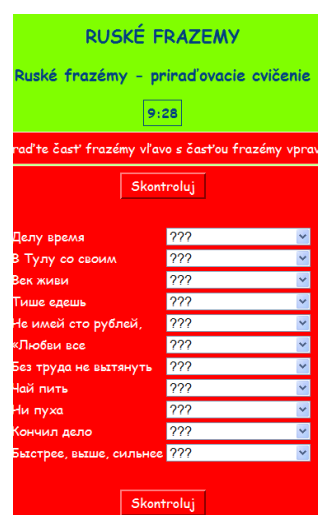 RUSKÉ FRAZEMY
Ruské frazémy - priraďovacie cvičenie
9:28
raďte časť frazémy vľavo s časťou frazémy vprav
Skontroluj
Делу время ???
В Тулу со своим ???
Век живи ???
Тише едешь ???
Не имей сто рублей, ???
«Любви все ???
Без труда не вытянуть ???
Чай пить ???
Ни пуха ???
Кончил дело ???
Быстрее, выше, сильнее ???
Skontroluj